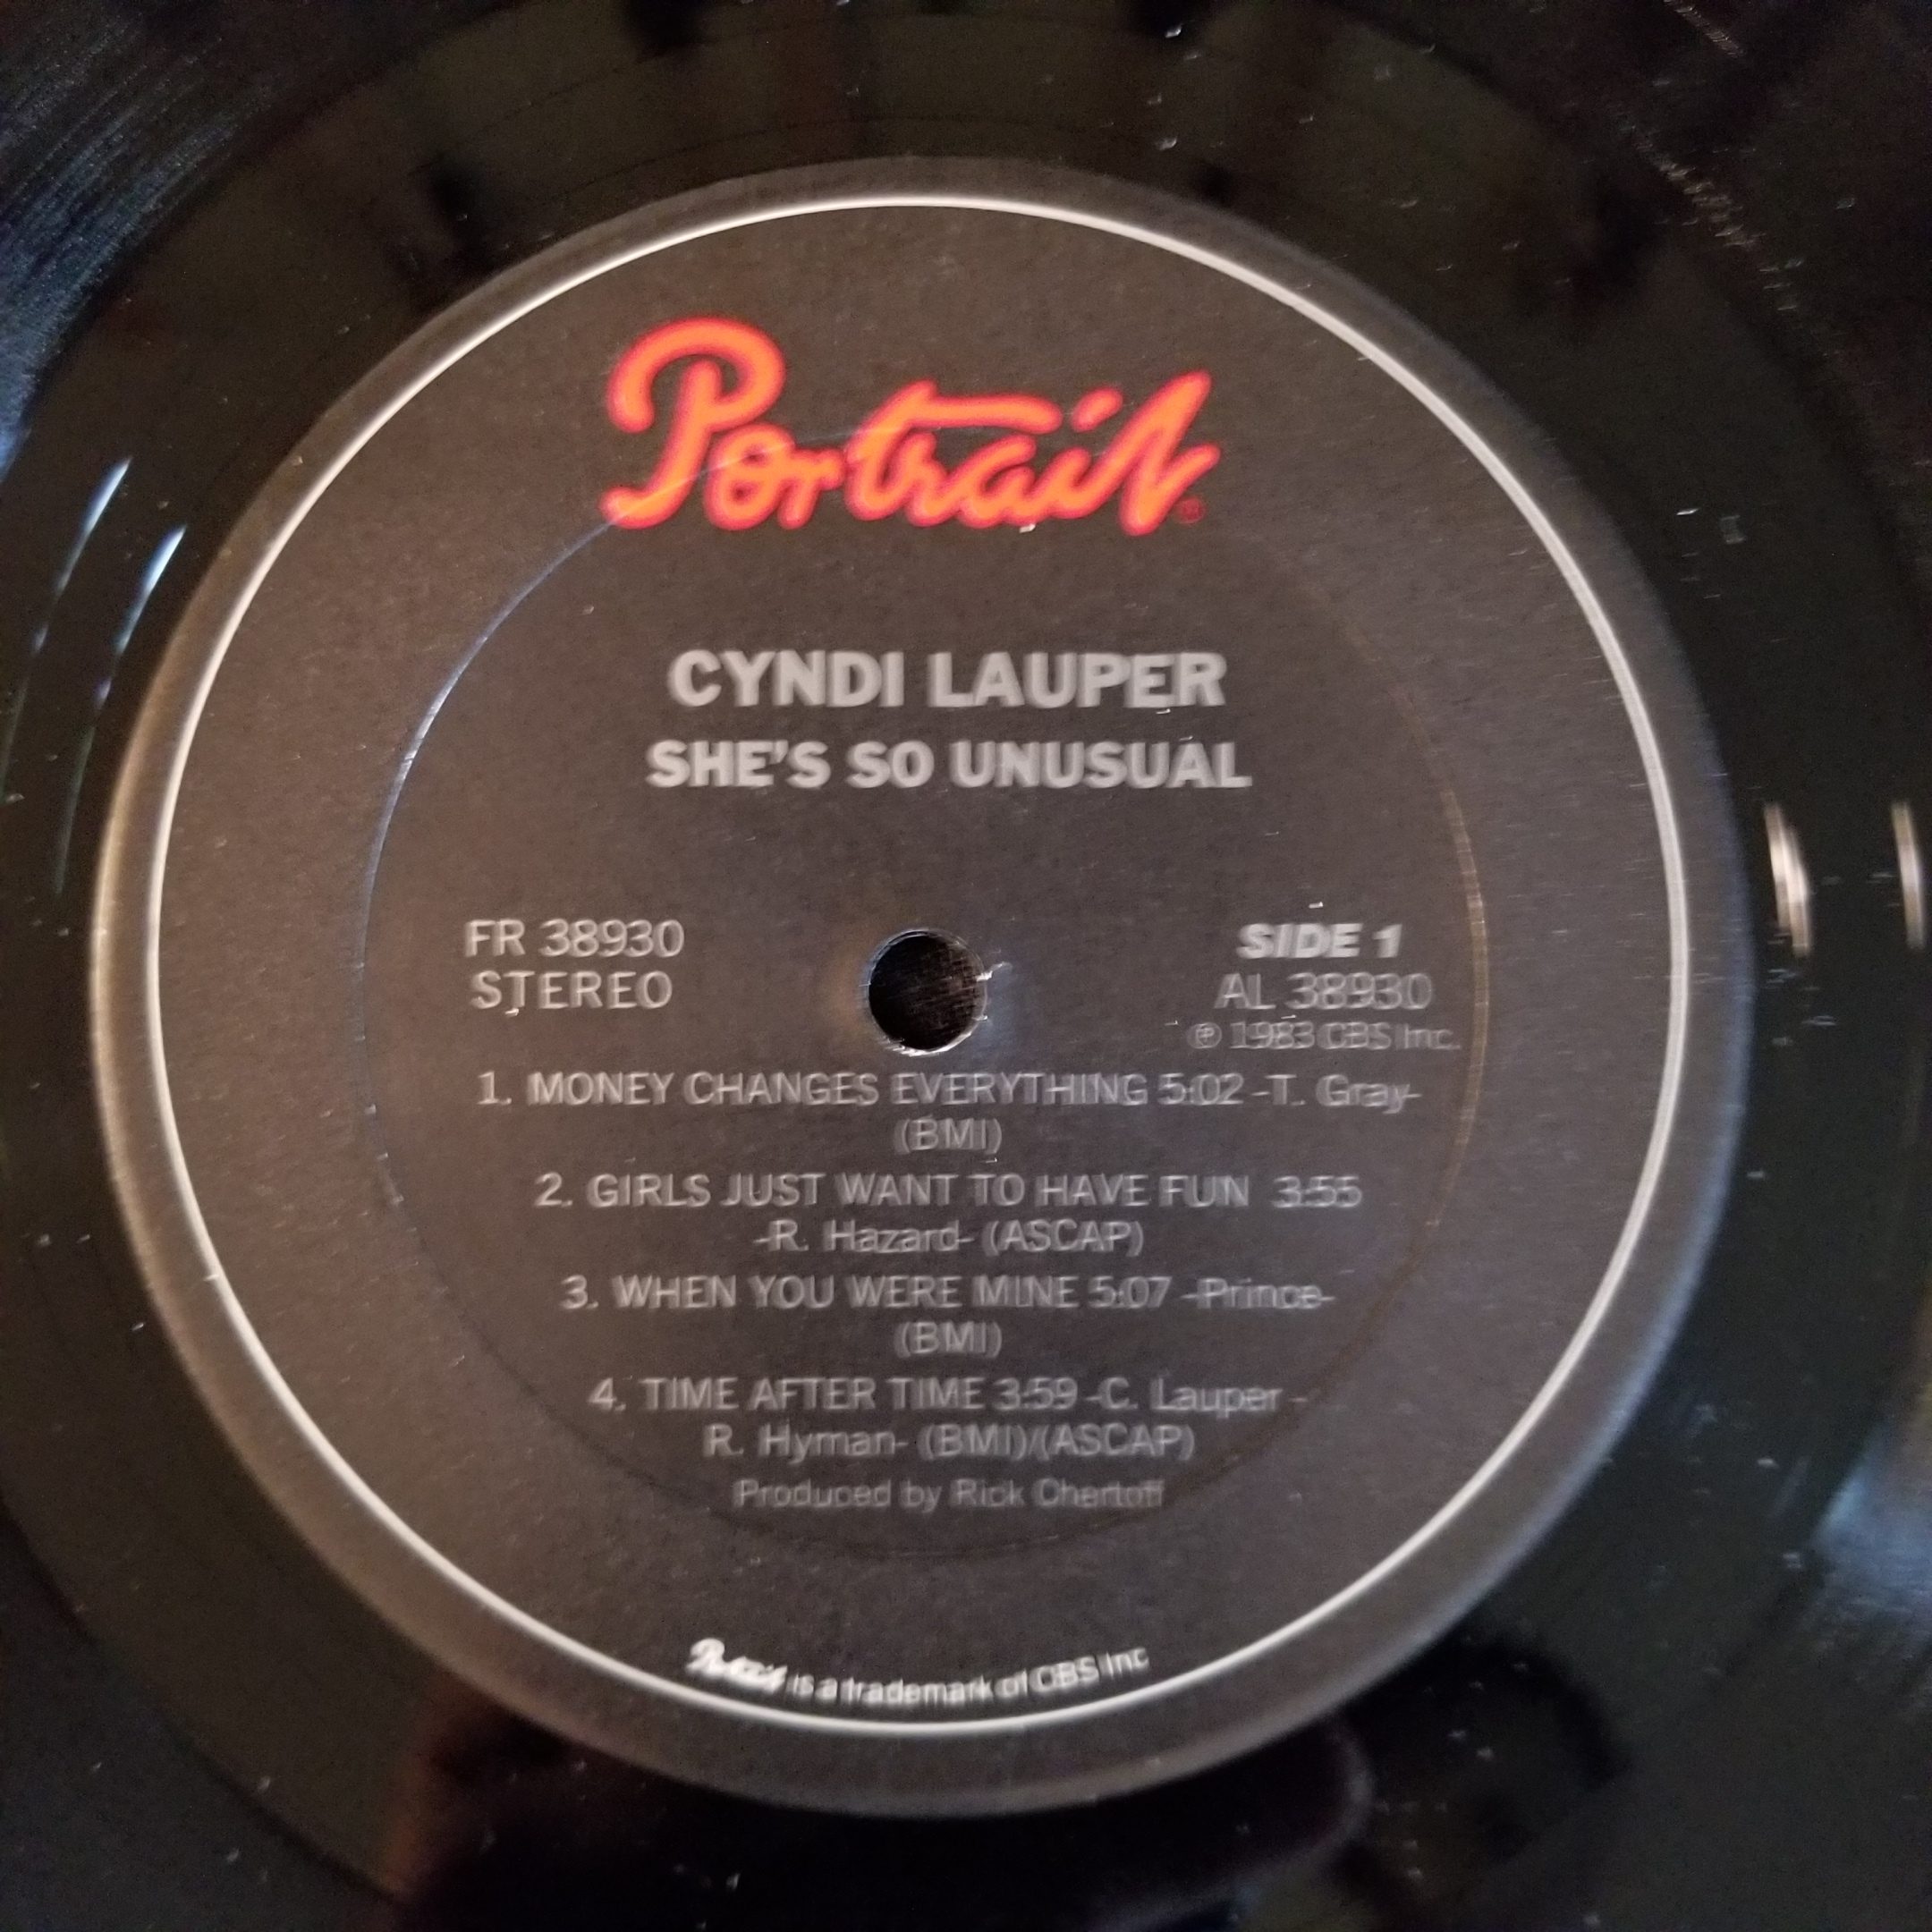 Portrait®
CYNDI LAUPER
SHE'S SO UNUSUAL
FR 38930
STEREO
SIDE 1
AL 38930
℗ 1983 CBS Inc.
1. MONEY CHANGES EVERYTHING 5:02 -T. Gray-
(BMI)
2. GIRLS JUST WANT TO HAVE FUN 3:55
-R. Hazard- (ASCAP)
3. WHEN YOU WERE MINE 5:07 -Prince-
(BMI)
4. TIME AFTER TIME 3:59 -C. Lauper -
R. Hyman- (BMI)/(ASCAP)
Produced by Rick Chertoff
Portrait is a trademark of CBS Inc